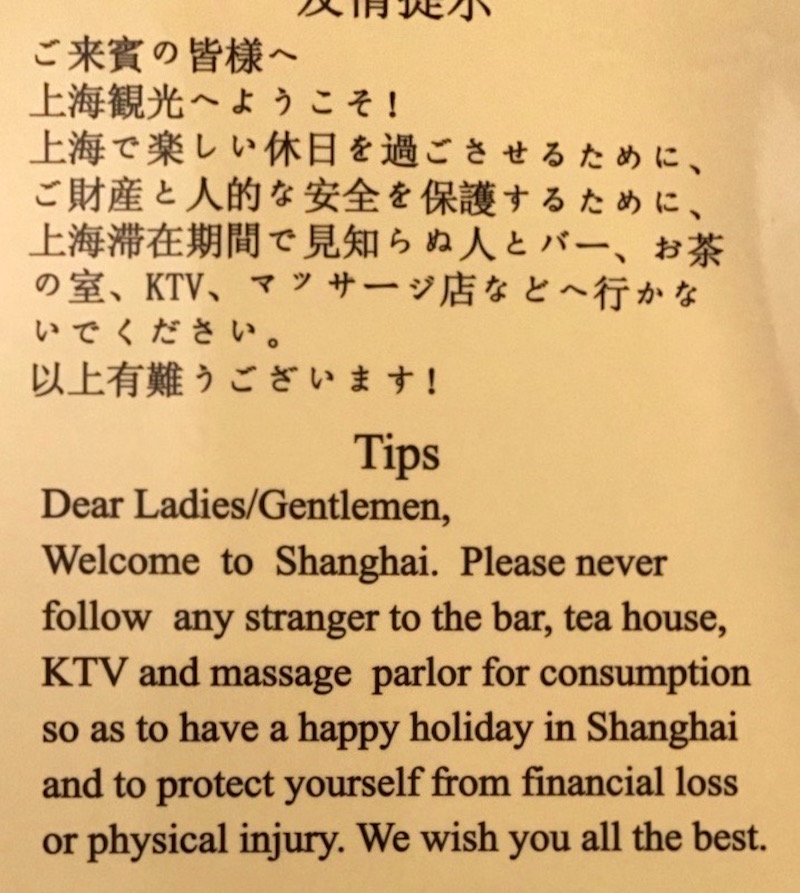 友情提示
ご来賓の皆様へ
上海観光へようこそ!
上海で楽しい休日を過ごさせるために、
ご財産と人的な安全を保護するために、
上海滞在期間で見知らぬ人とバー、お茶
の室、KTV、マッサージ店などへ行かな
いでください。
以上有難うございます!
Tips
Dear Ladies/Gentlemen,
Welcome to Shanghai. Please never
follow any stranger to the bar, tea house,
KTV and massage parlor for consumption
so as to have a happy holiday in Shanghai
and to protect yourself from financial loss
or physical injury. We wish you all the best.